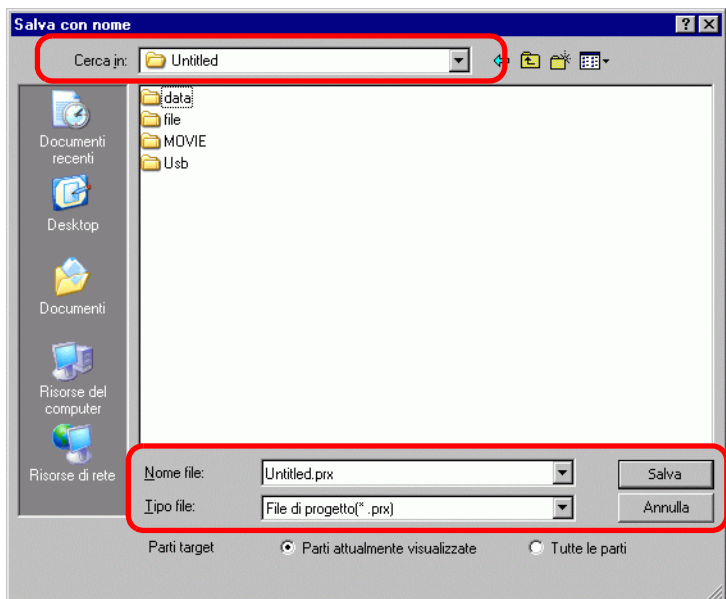 Salva con nome
Cerca in: Untitled
data
file
MOVIE
Usb
Documenti
recenti
Desktop
Documenti
Risorse del
computer
Risorse di rete
Nome file: Untitled.prx Salva
Tipo file: File di progetto(* .prx) Annulla
Parti target Parti attualmente visualizzate Tutte le parti